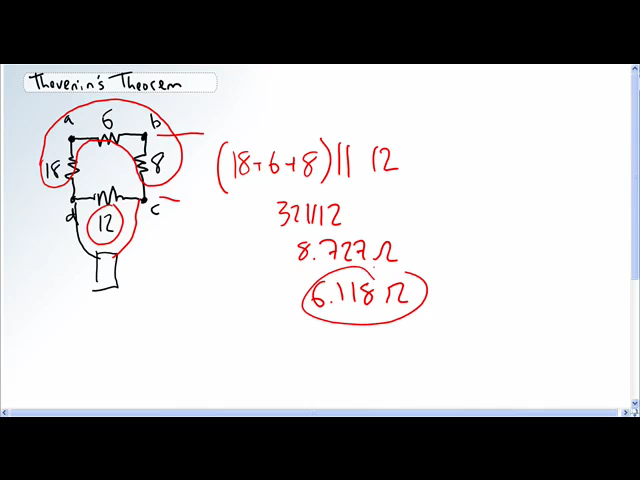 Thevenin's Theorem
a 6 b
18 8
d c
12
(18+6+8)|| 12
32||12
8.727Ω
6.118Ω